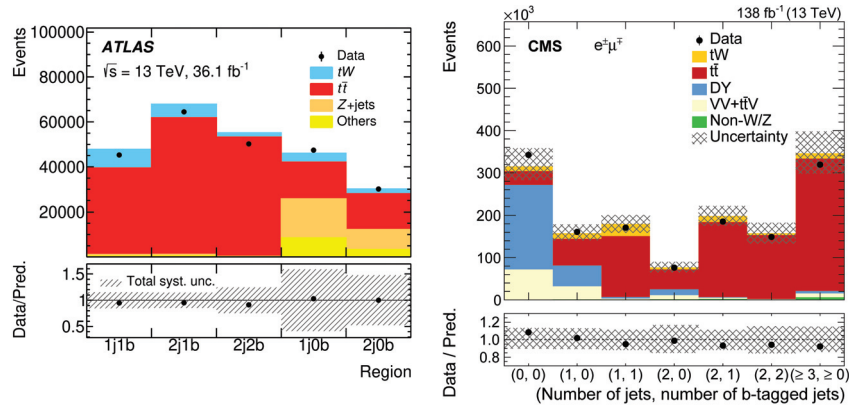 Events
100000
80000
60000
40000
20000
ATLAS
√s = 13 TeV, 36.1 fb⁻¹
Data
tW
tt̄
Z+jets
Others
Data/Pred.
1.5
1
0.5
Total syst. unc.
1j1b 2j1b 2j2b 1j0b 2j0b
Region
×10³
138 fb⁻¹ (13 TeV)
Events
600
500
400
300
200
100
0
CMS e±μ∓
Data
tW
tt̄
DY
VV+tt̄V
Non-W/Z
Uncertainty
Data / Pred.
1.2
1.0
0.8
(0, 0) (1, 0) (1, 1) (2, 0) (2, 1) (2, 2) (≥ 3, ≥ 0)
(Number of jets, number of b-tagged jets)